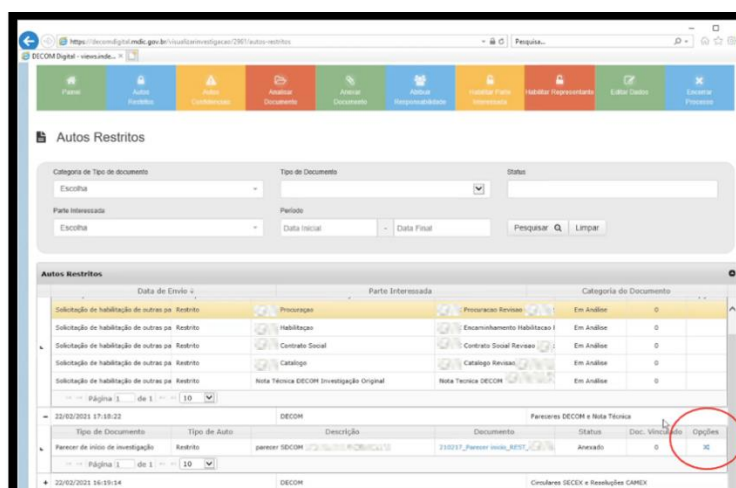 https://decomdigital.mdic.gov.br/visualizarinvestigacao/2991/autos-restritos
Pesquisa...
DECOM Digital - views.inde...
Painel
Autos Restritos
Autos Confidenciais
Analisar Documento
Anexar Documento
Atribuir Responsabilidade
Habilitar Parte Interessada
Habilitar Representante
Editar Dados
Encerrar Processo
Autos Restritos
Categoria de Tipo de documento
Tipo de Documento
Status
Escolha
Parte Interessada
Período
Escolha
Data Inicial - Data Final
Pesquisar Limpar
Autos Restritos
Data de Envio Parte Interessada Categoria do Documento
Solicitação de habilitação de outras pa Restrito Procuraçao Procuracao Revisao Em Análise 0
Solicitação de habilitação de outras pa Restrito Habilitaçao Encaminhamento Habilitacao Em Análise 0
Solicitação de habilitação de outras pa Restrito Contrato Social Contrato Social Revisao Em Análise 0
Solicitação de habilitação de outras pa Restrito Catalogo Catalogo Revisao Em Análise 0
Solicitação de habilitação de outras pa Restrito Nota Técnica DECOM Investigação Original Nota Tecnica DECOM Em Análise 0
Página 1 de 1 10
22/02/2021 17:18:22 DECOM Pareceres DECOM e Nota Técnica
Tipo de Documento Tipo de Auto Descrição Documento Status Doc. Vinculado Opções
Parecer de início de investigação Restrito parecer SDCOM 210217_Parecer inicio_REST_ Anexado 0
Página 1 de 1 10
22/02/2021 16:19:14 DECOM Circulares SECEX e Resoluções CAMEX